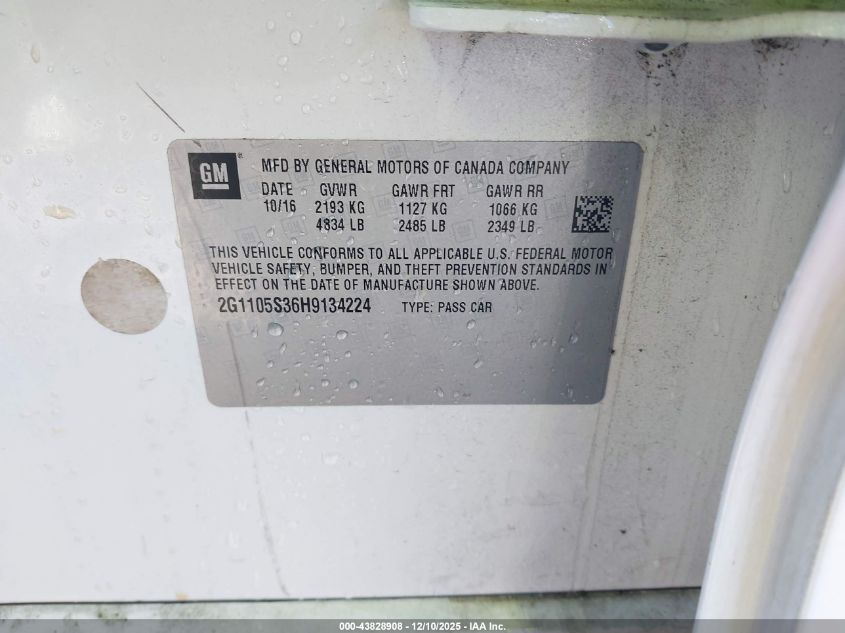 GM
MFD BY GENERAL MOTORS OF CANADA COMPANY
DATE GVWR GAWR FRT GAWR RR
10/16 2193 KG 1127 KG 1066 KG
4834 LB 2485 LB 2349 LB
THIS VEHICLE CONFORMS TO ALL APPLICABLE U.S. FEDERAL MOTOR
VEHICLE SAFETY, BUMPER, AND THEFT PREVENTION STANDARDS IN
EFFECT ON THE DATE OF MANUFACTURE SHOWN ABOVE.
2G1105S36H9134224 TYPE: PASS CAR
000-43828908 - 12/10/2025 - IAA Inc.